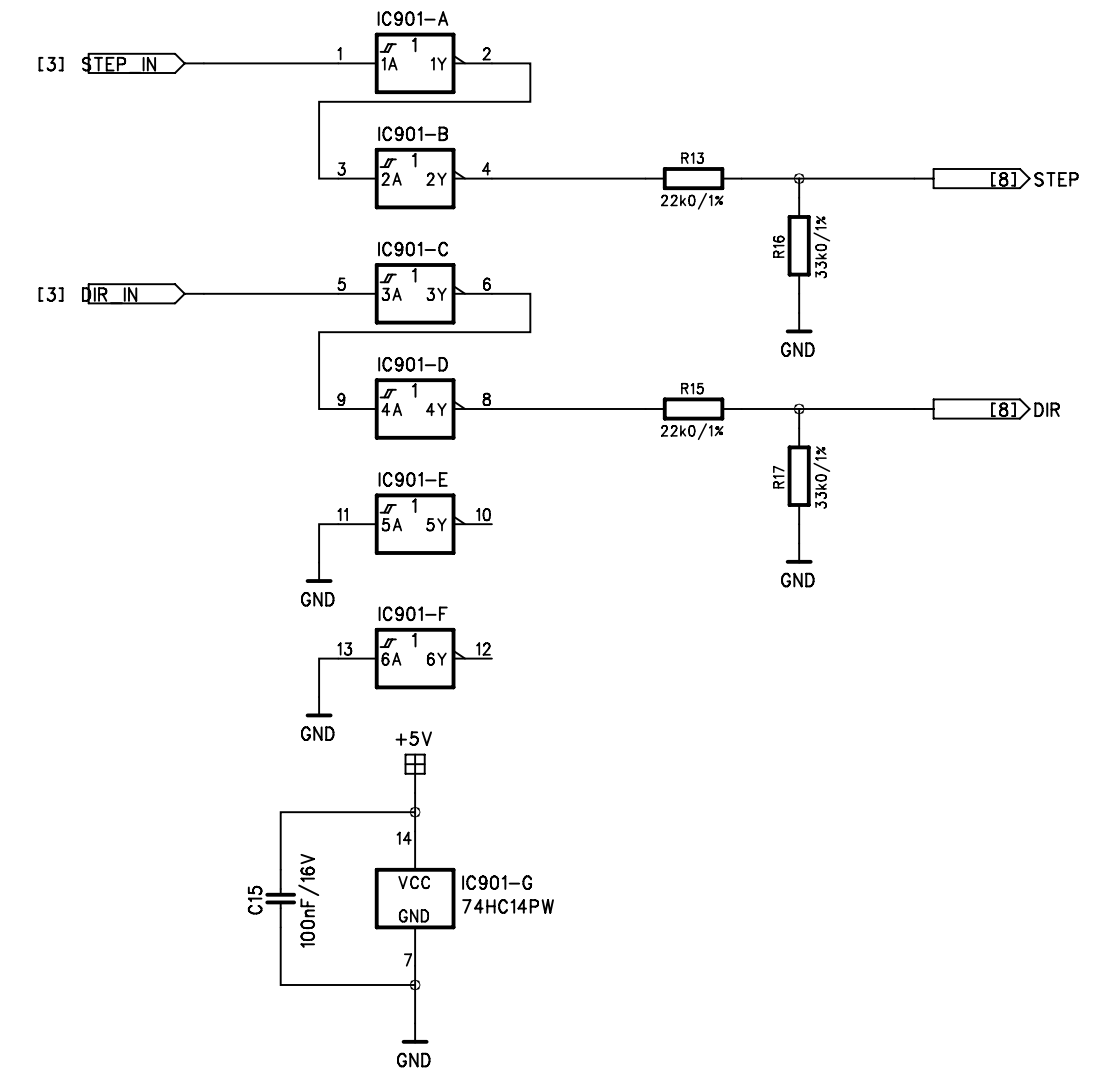 IC901-A
[3] STEP_IN 1 1 1A 1Y 2
IC901-B
3 1 2A 2Y 4
R13
22k0/1%
[8] STEP
R16
33k0/1%
GND
IC901-C
[3] DIR_IN 5 1 3A 3Y 6
IC901-D
9 1 4A 4Y 8
R15
22k0/1%
[8] DIR
R17
33k0/1%
GND
IC901-E
11 1 5A 5Y 10
GND
IC901-F
13 1 6A 6Y 12
GND
+5V
14
C15
100nF/16V
VCC
GND
IC901-G
74HC14PW
7
GND